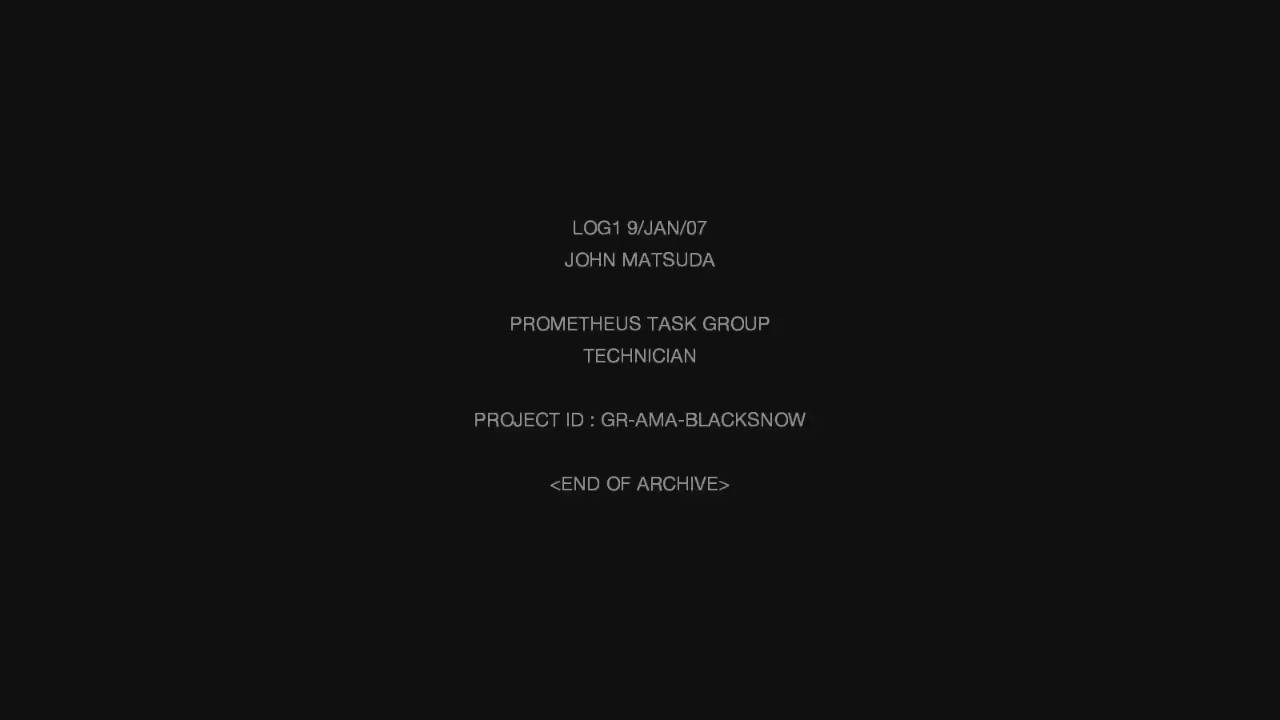 LOG1 9/JAN/07
JOHN MATSUDA
PROMETHEUS TASK GROUP
TECHNICIAN
PROJECT ID : GR-AMA-BLACKSNOW
<END OF ARCHIVE>